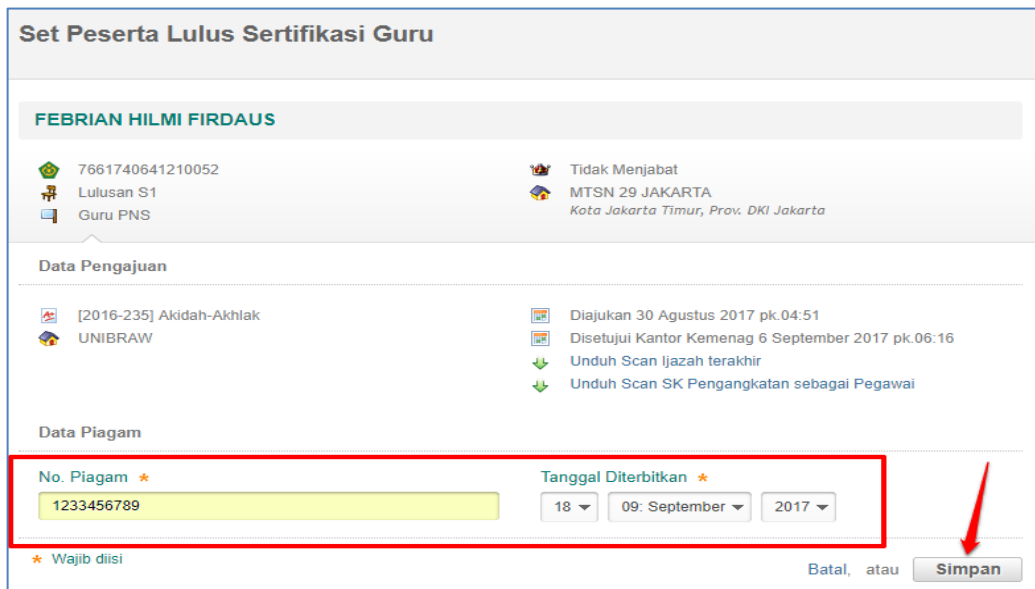 Set Peserta Lulus Sertifikasi Guru
FEBRIAN HILMI FIRDAUS
7661740641210052
Lulusan S1
Guru PNS
Tidak Menjabat
MTSN 29 JAKARTA
Kota Jakarta Timur, Prov. DKI Jakarta
Data Pengajuan
[2016-235] Akidah-Akhlak
UNIBRAW
Diajukan 30 Agustus 2017 pk.04:51
Disetujui Kantor Kemenag 6 September 2017 pk.06:16
Unduh Scan Ijazah terakhir
Unduh Scan SK Pengangkatan sebagai Pegawai
Data Piagam
No. Piagam *
1233456789
Tanggal Diterbitkan *
18 09: September 2017
* Wajib diisi
Batal, atau Simpan